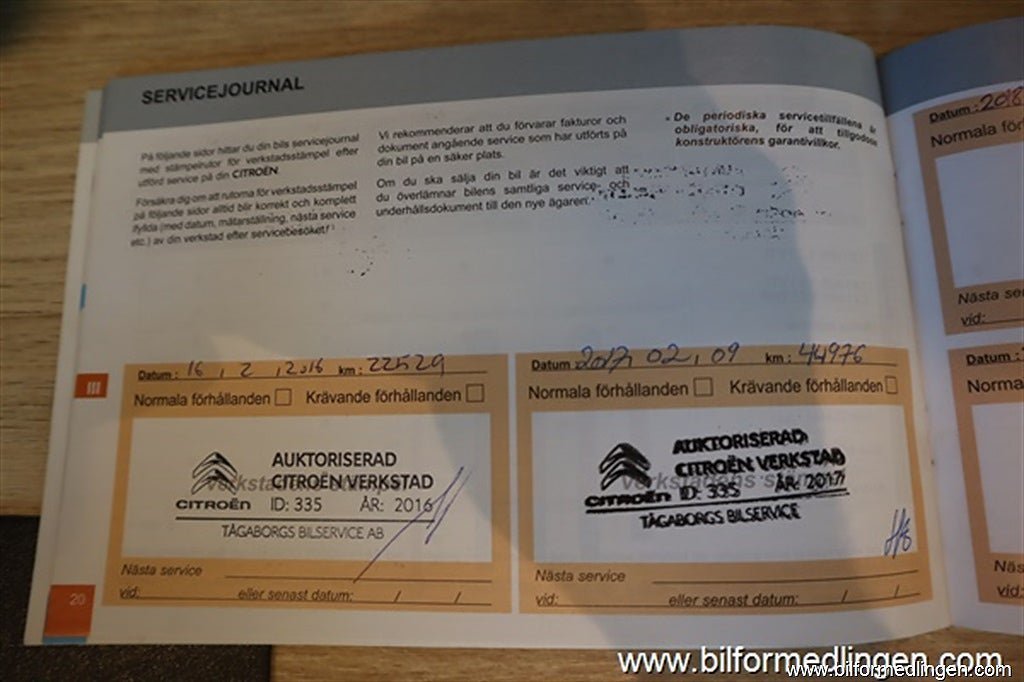 SERVICEJOURNAL
På följande sidor hittar du din bils servicejournal
med stämpelrutor för verkstadsstämpel efter
utförd service på din CITROËN.
Försäkra dig om att rutorna för verkstadsstämpel
på följande sidor alltid blir korrekt och komplett
ifyllda (med datum, mätarställning, nästa service
etc.) av din verkstad efter servicebesöket!
Vi rekommenderar att du förvarar fakturor och
dokument angående service som har utförts på
din bil på en säker plats.
Om du ska sälja din bil är det viktigt att
du överlämnar bilens samtliga service- och
underhållsdokument till den nye ägaren.
De periodiska servicetillfällena är
obligatoriska, för att tillgodose
konstruktörens garantivillkor.
Datum : 16 , 2 , 2016 km : 22529
Normala förhållanden Krävande förhållanden
AUKTORISERAD
CITROËN VERKSTAD
CITROËN ID: 335 ÅR: 2016
TÅGABORGS BILSERVICE AB
Nästa service
vid: eller senast datum: / /
Datum 2017, 02, 09 km : 44976
Normala förhållanden Krävande förhållanden
AUKTORISERAD
CITROËN VERKSTAD
CITROËN ID: 335 ÅR: 2017
TÅGABORGS BILSERVICE
Nästa service
vid: eller senast datum: / /
III
20
Datum : 2018
Normala för
Nästa ser
vid:
Datum :
Norma
Näs
vid:
www.bilformedlingen.com
www.bilformedlingen.com